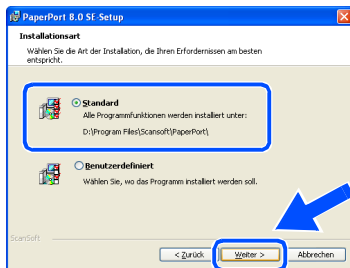 PaperPort 8.0 SE-Setup
Installationsart
Wählen Sie die Art der Installation, die Ihren Erfordernissen am besten
entspricht.
Standard
Alle Programmfunktionen werden installiert unter:
D:\Program Files\Scansoft\PaperPort\
Benutzerdefiniert
Wählen Sie, wo das Programm installiert werden soll.
ScanSoft
< Zurück
Weiter >
Abbrechen